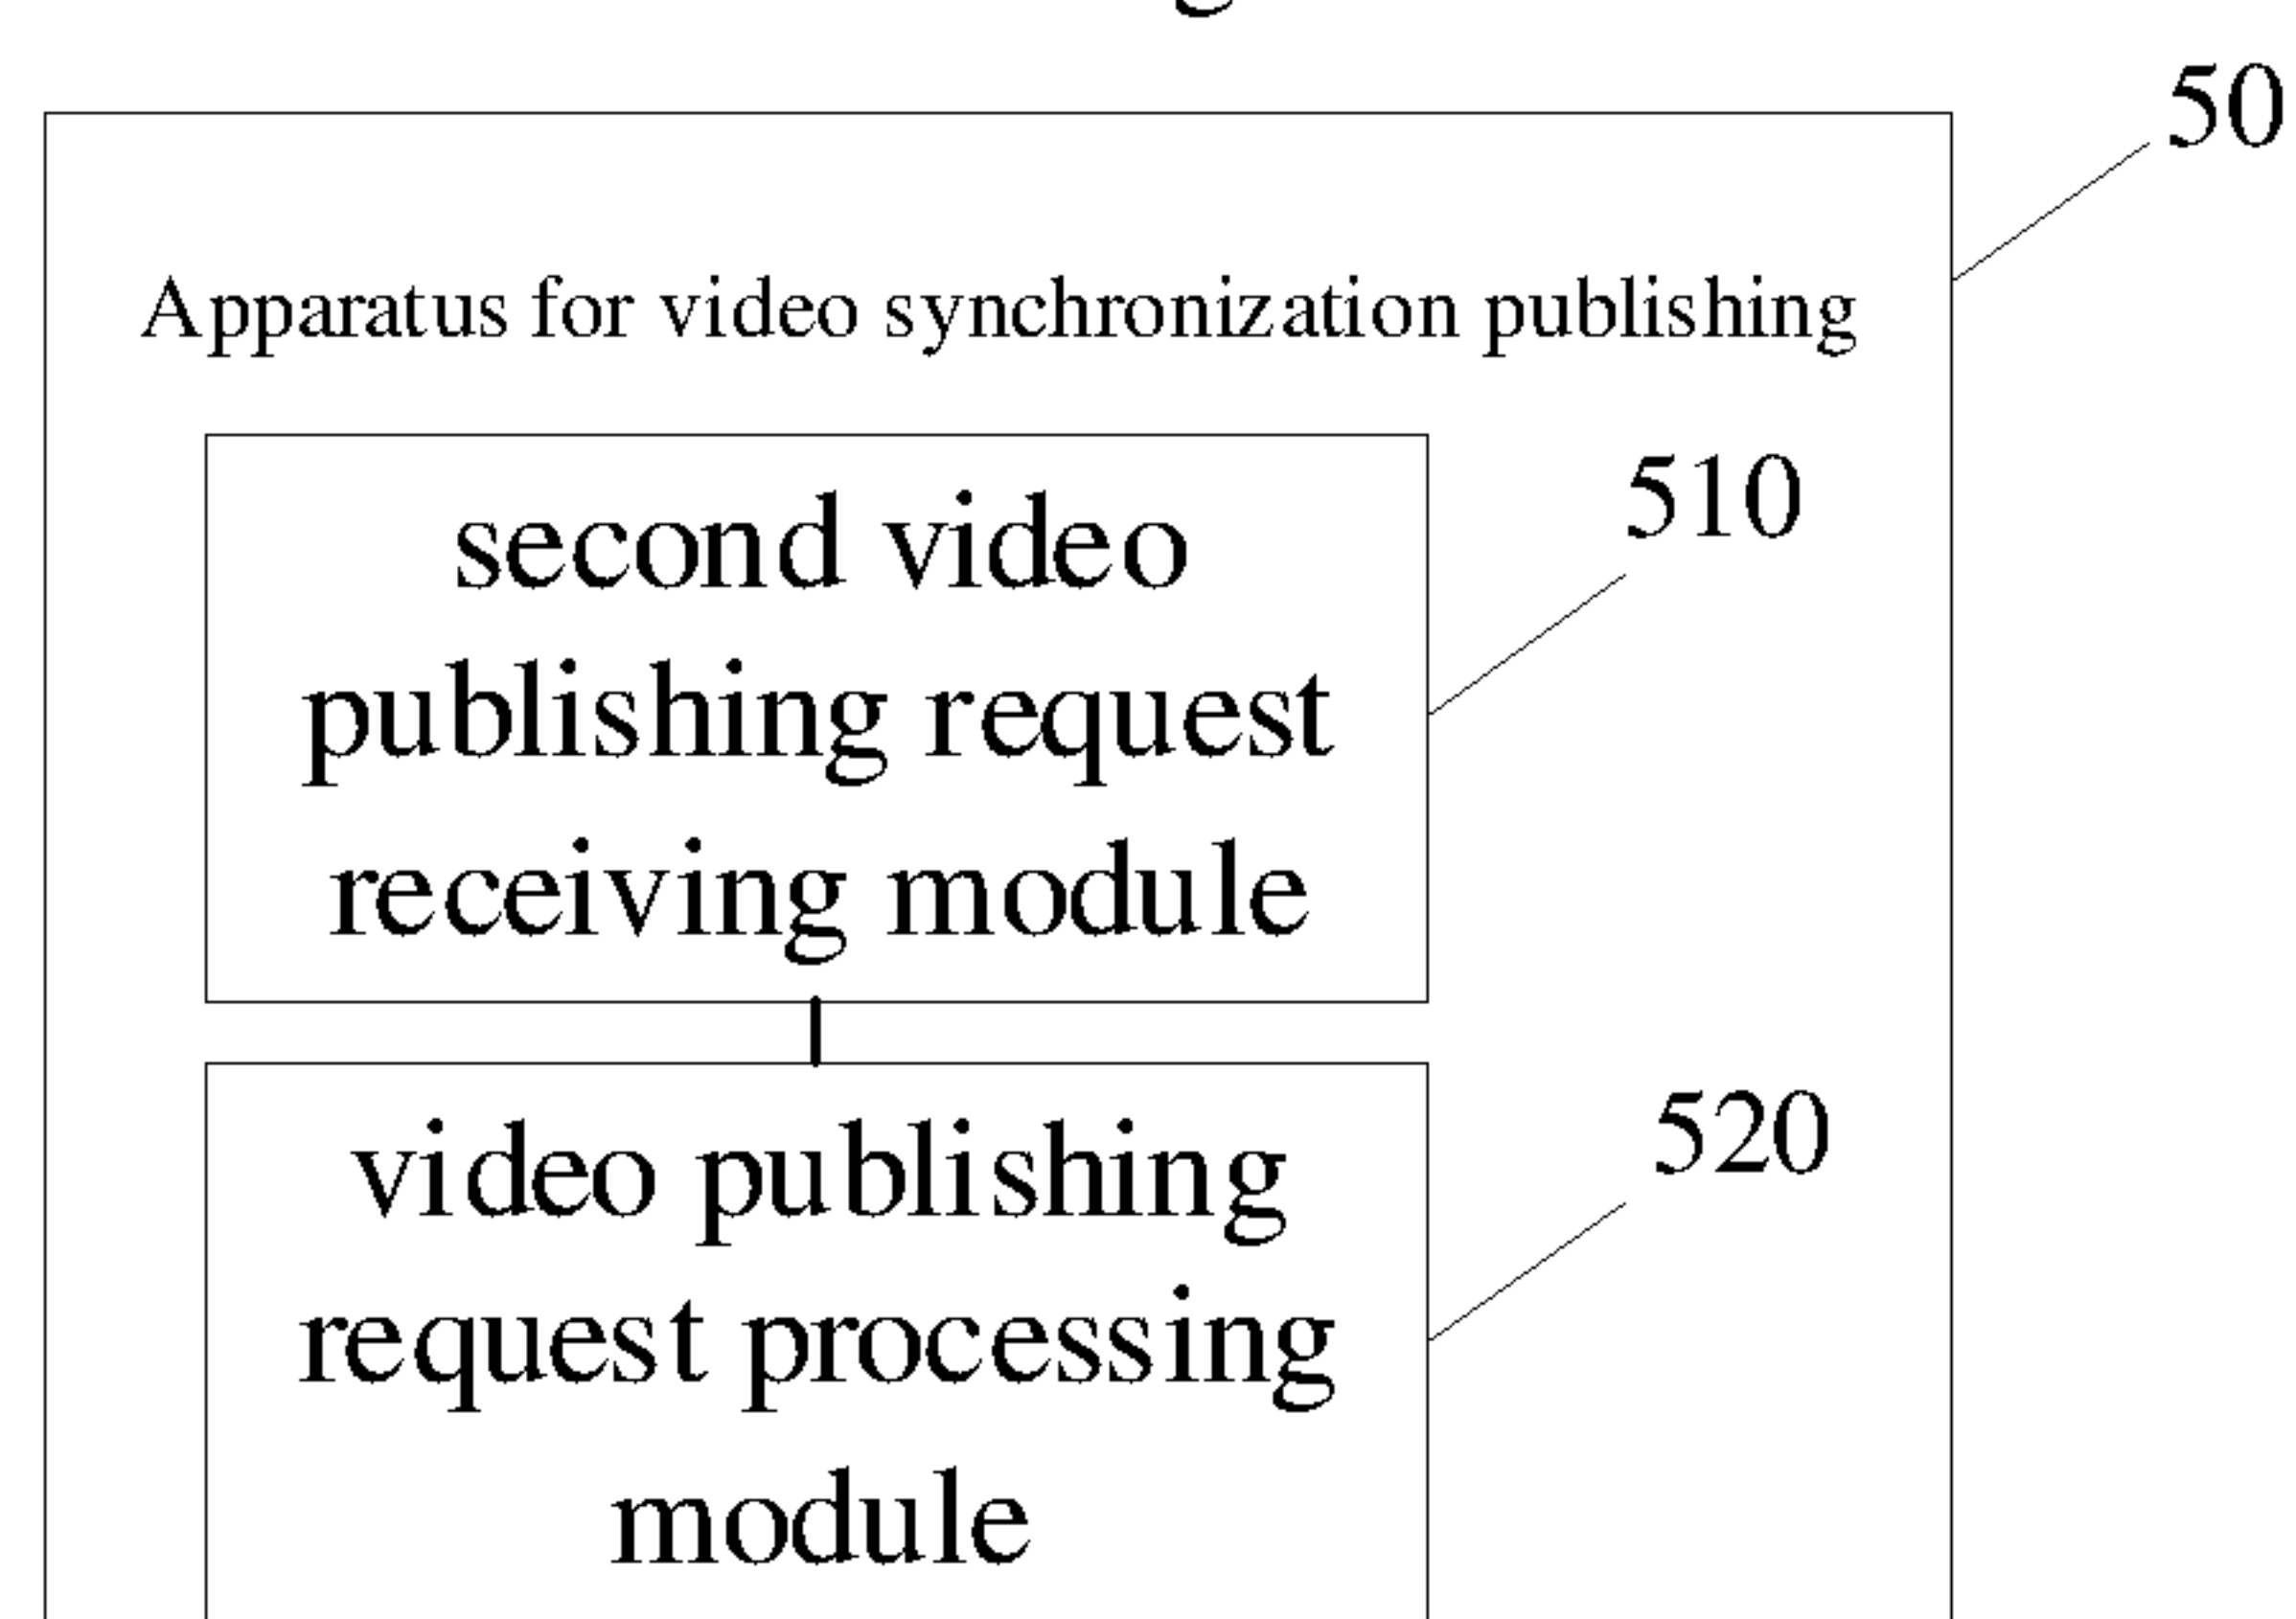 50
Apparatus for video synchronization publishing
510
second video
publishing request
receiving module
520
video publishing
request processing
module